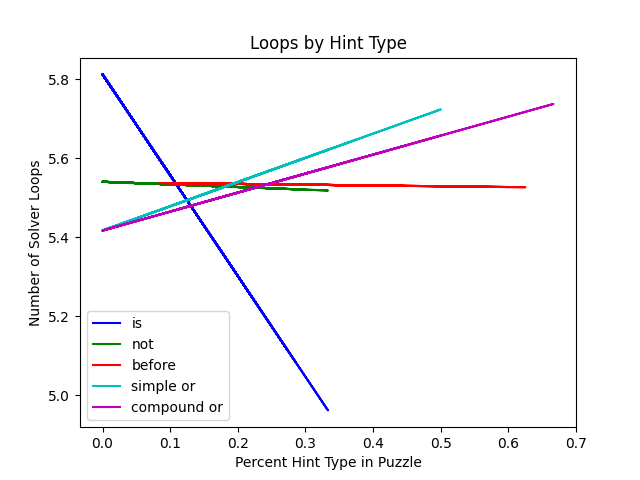 Loops by Hint Type
Number of Solver Loops
5.8
5.6
5.4
5.2
5.0
is
not
before
simple or
compound or
0.0 0.1 0.2 0.3 0.4 0.5 0.6 0.7
Percent Hint Type in Puzzle